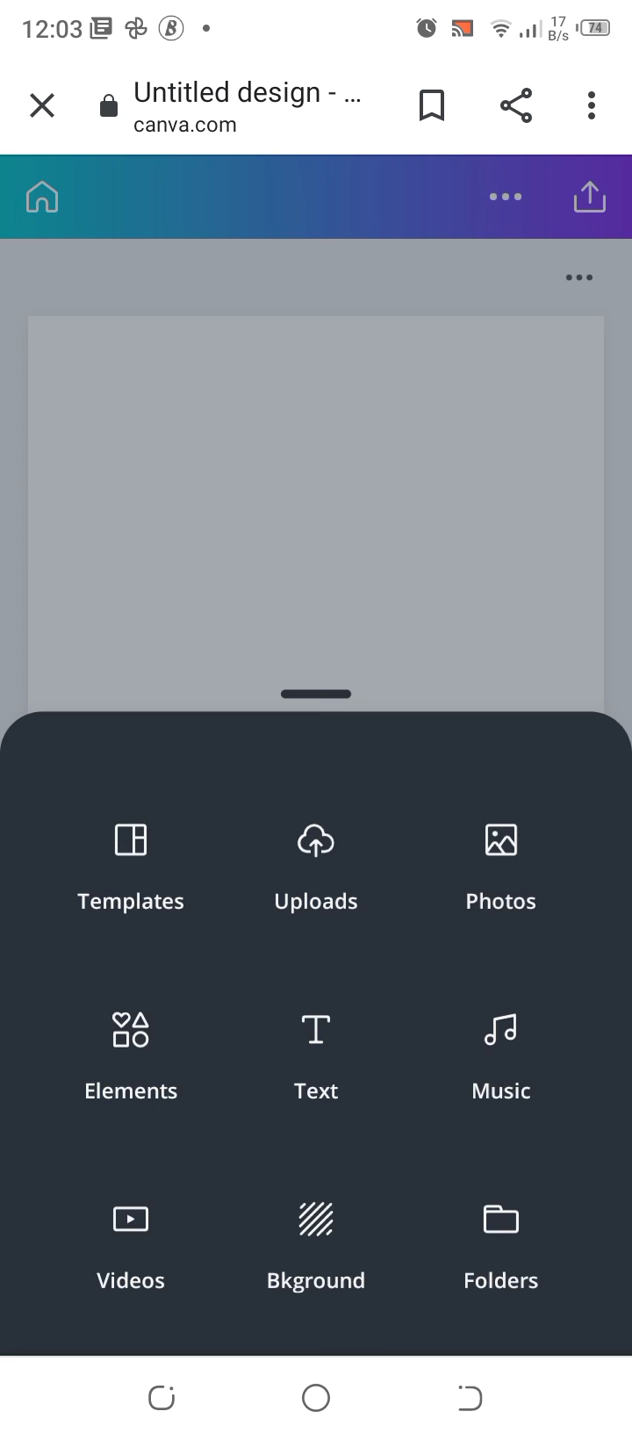 12:03
17
B/s
74
Untitled design - ...
canva.com
Templates Uploads Photos
Elements Text Music
Videos Bkground Folders